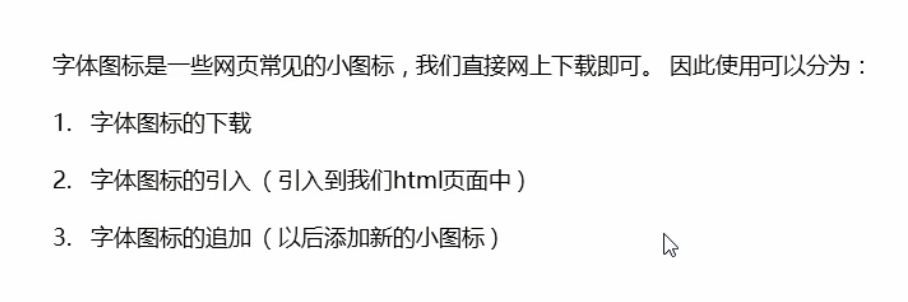 字体图标是一些网页常见的小图标，我们直接网上下载即可。 因此使用可以分为：
1. 字体图标的下载
2. 字体图标的引入（引入到我们html页面中）
3. 字体图标的追加（以后添加新的小图标）